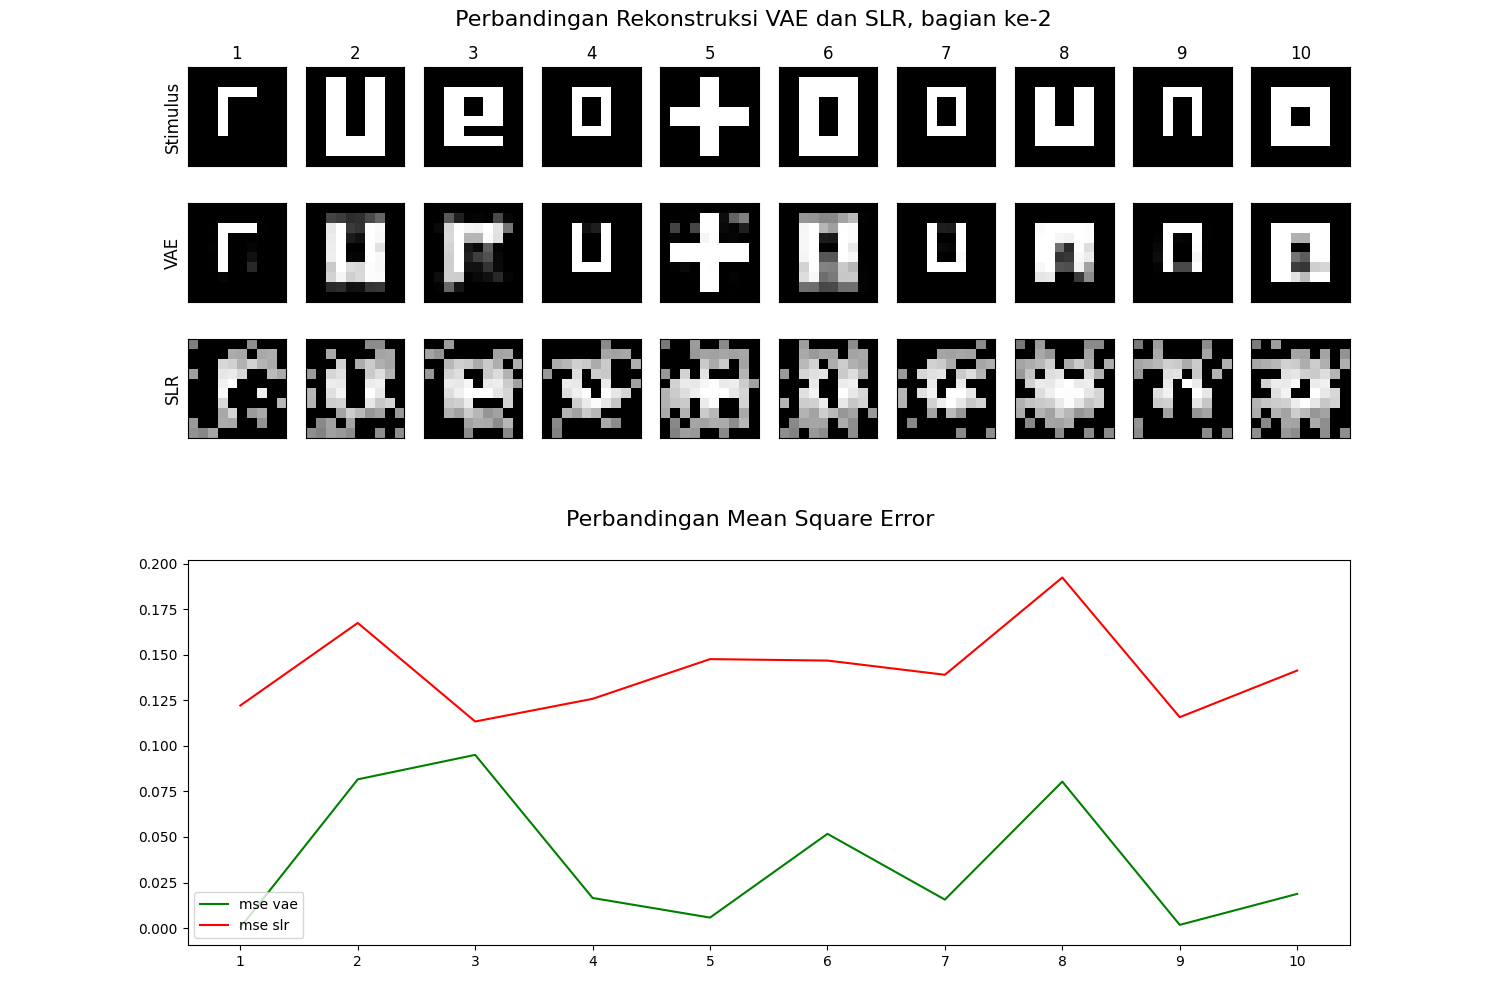 Perbandingan Rekonstruksi VAE dan SLR, bagian ke-2
1 2 3 4 5 6 7 8 9 10
Stimulus
VAE
SLR
Perbandingan Mean Square Error
0.200
0.175
0.150
0.125
0.100
0.075
0.050
0.025
0.000
mse vae
mse slr
1 2 3 4 5 6 7 8 9 10